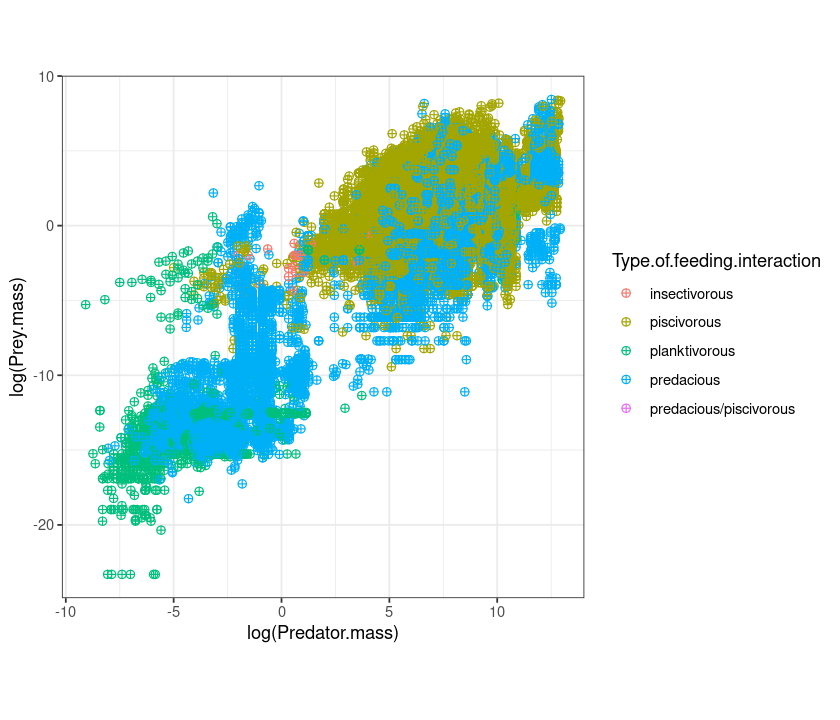 10
0
-10
-20
log(Prey.mass)
-10
-5
0
5
10
log(Predator.mass)
Type.of.feeding.interaction
insectivorous
piscivorous
planktivorous
predacious
predacious/piscivorous